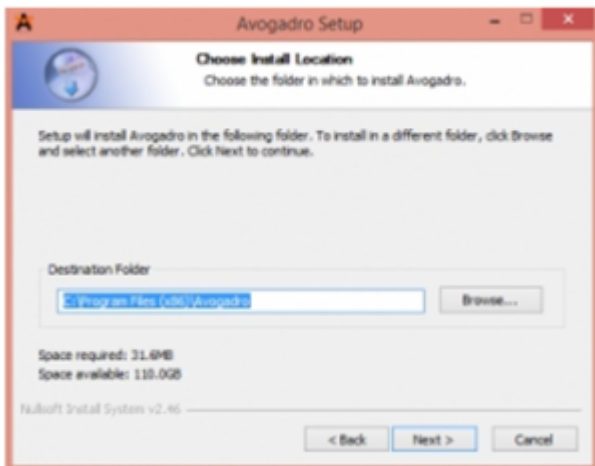 Avogadro Setup
Choose Install Location
Choose the folder in which to install Avogadro.
Setup will install Avogadro in the following folder. To install in a different folder, click Browse
and select another folder. Click Next to continue.
Destination Folder
C:\Program Files (x86)\Avogadro
Browse...
Space required: 31.6MB
Space available: 110.0GB
Nullsoft Install System v2.46
< Back
Next >
Cancel